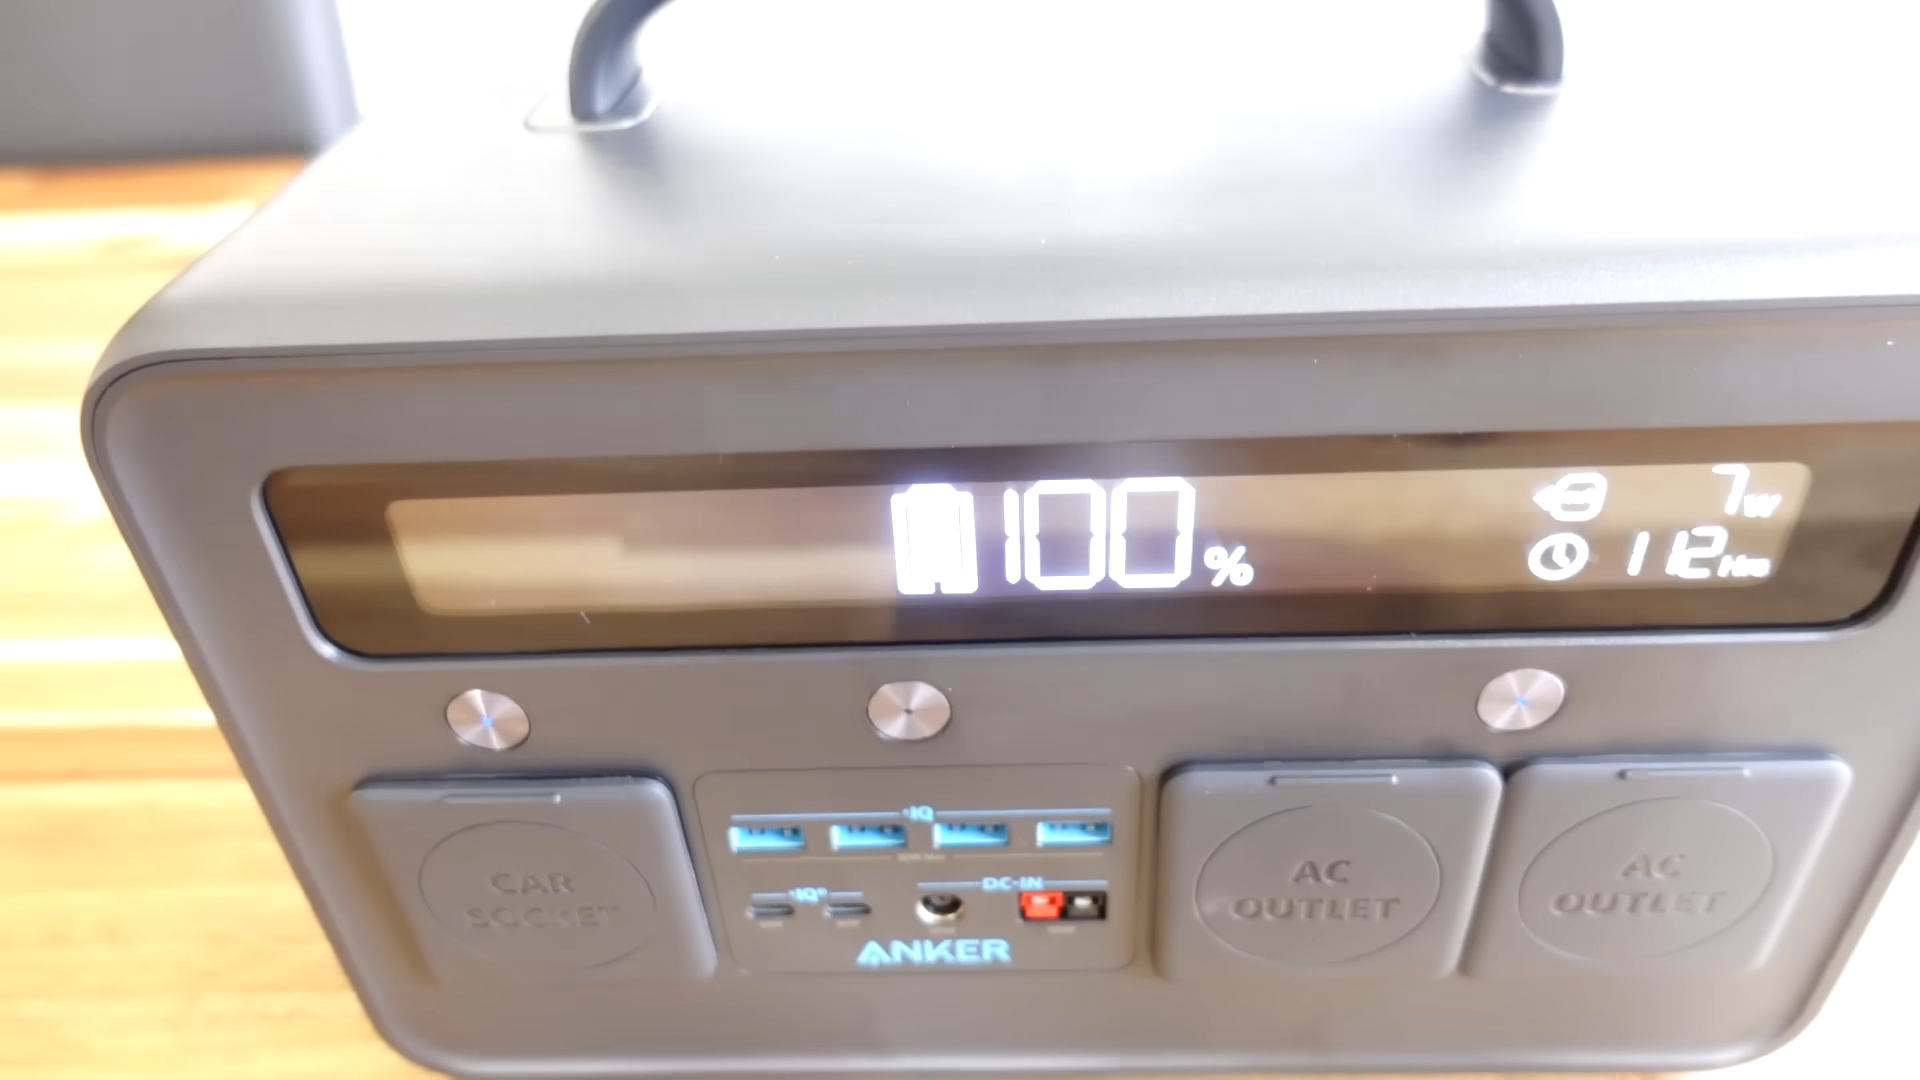 100%
7W
112Hrs
IQ
IQ
DC-IN
CAR
SOCKET
ANKER
AC
OUTLET
AC
OUTLET